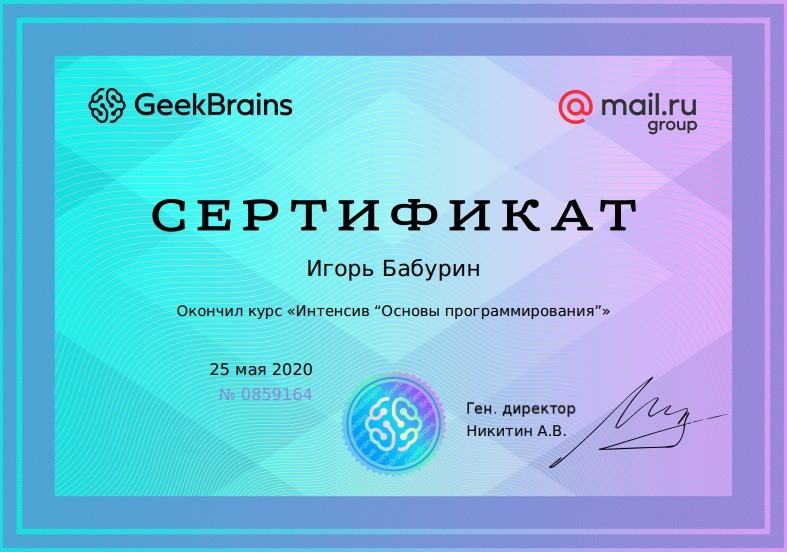 GeekBrains
@mail.ru
group
СЕРТИФИКАТ
Игорь Бабурин
Окончил курс «Интенсив “Основы программирования”»
25 мая 2020
№ 0859164
Ген. директор
Никитин А.В.